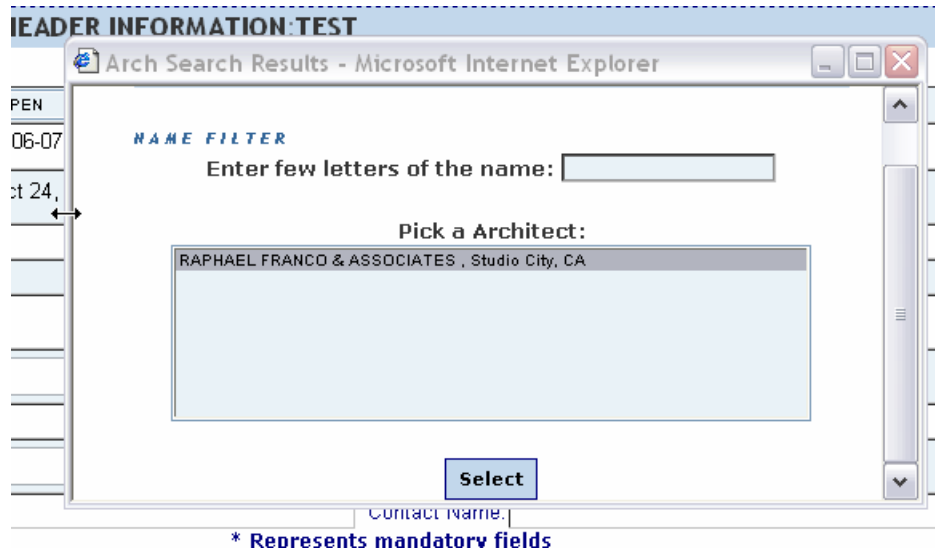 HEADER INFORMATION:TEST
Arch Search Results - Microsoft Internet Explorer
PEN
06-07
NAME FILTER
Enter few letters of the name:
ct 24,
Pick a Architect:
RAPHAEL FRANCO & ASSOCIATES , Studio City, CA
Select
Contact Name:
* Represents mandatory fields